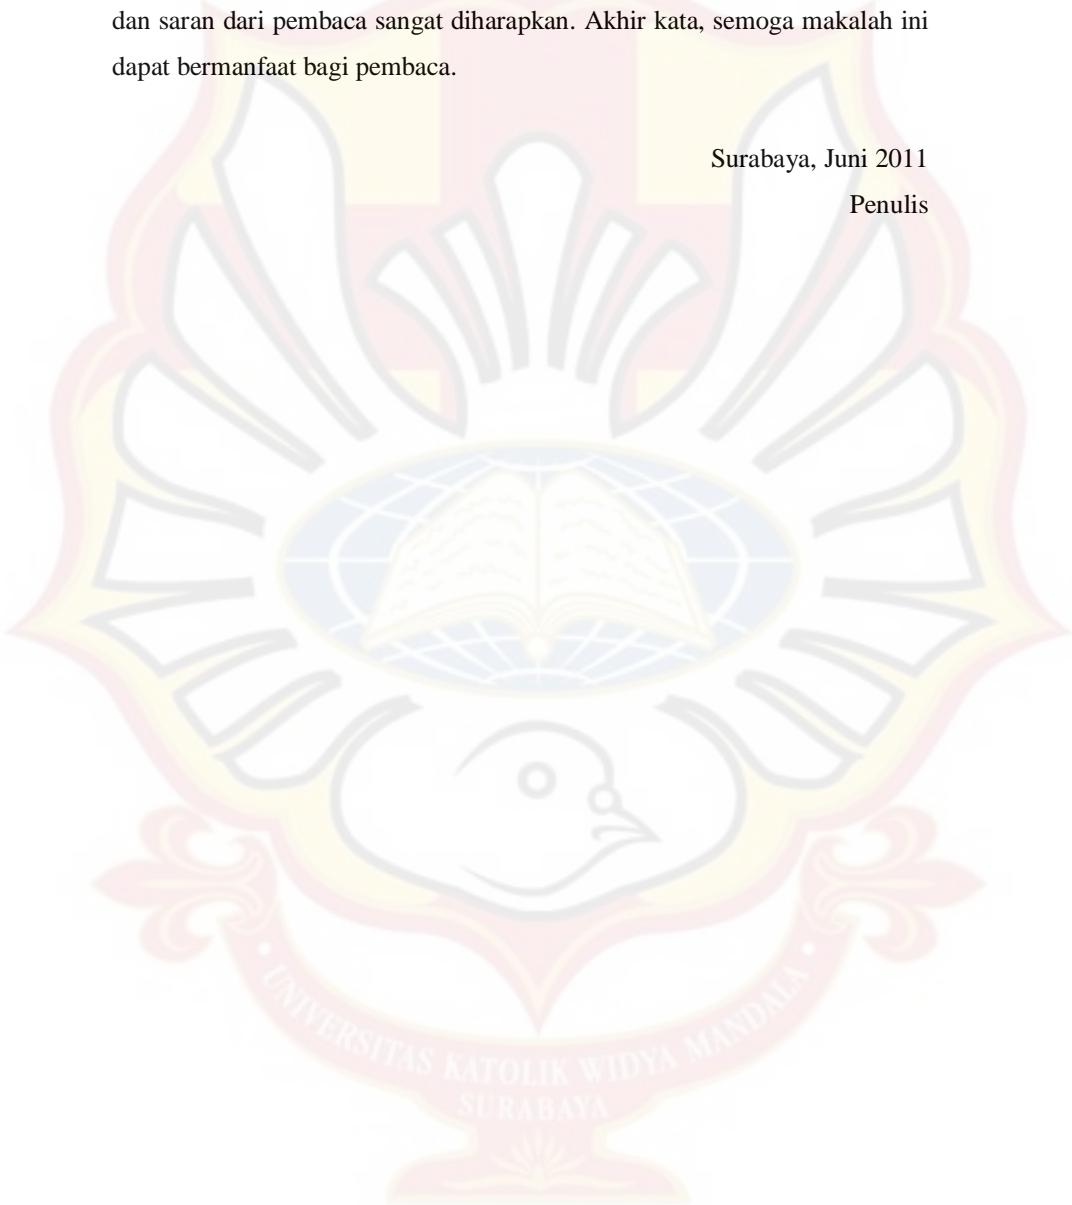 dan saran dari pembaca sangat diharapkan. Akhir kata, semoga makalah ini
dapat bermanfaat bagi pembaca.
Surabaya, Juni 2011
Penulis
UNIVERSITAS KATOLIK WIDYA MANDALA
SURABAYA